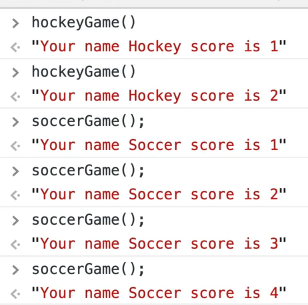 > hockeyGame()
"Your name Hockey score is 1"
> hockeyGame()
"Your name Hockey score is 2"
> soccerGame();
"Your name Soccer score is 1"
> soccerGame();
"Your name Soccer score is 2"
> soccerGame();
"Your name Soccer score is 3"
> soccerGame();
"Your name Soccer score is 4"